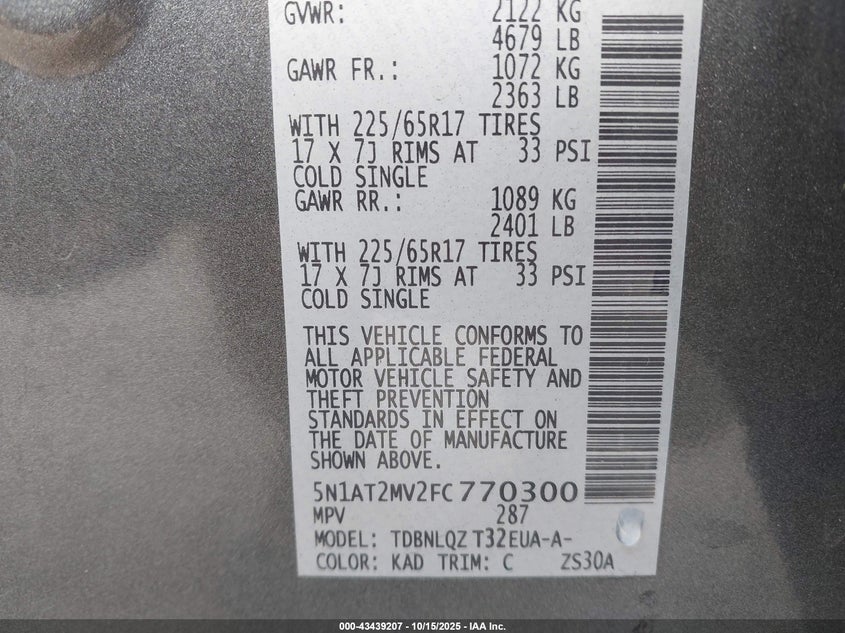 GVWR: 2122 KG
4679 LB
GAWR FR.: 1072 KG
2363 LB
WITH 225/65R17 TIRES
17 X 7J RIMS AT 33 PSI
COLD SINGLE
GAWR RR.: 1089 KG
2401 LB
WITH 225/65R17 TIRES
17 X 7J RIMS AT 33 PSI
COLD SINGLE
THIS VEHICLE CONFORMS TO
ALL APPLICABLE FEDERAL
MOTOR VEHICLE SAFETY AND
THEFT PREVENTION
STANDARDS IN EFFECT ON
THE DATE OF MANUFACTURE
SHOWN ABOVE.
5N1AT2MV2FC770300
MPV 287
MODEL: TDBNLQZ T32EUA-A-
COLOR: KAD TRIM: C ZS30A
000-43439207 - 10/15/2025 - IAA Inc.